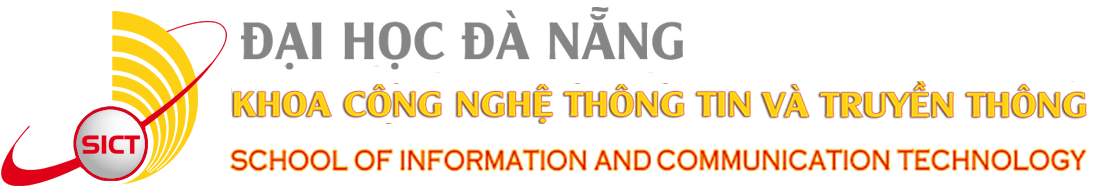 ĐẠI HỌC ĐÀ NẴNG
KHOA CÔNG NGHỆ THÔNG TIN VÀ TRUYỀN THÔNG
SICT
SCHOOL OF INFORMATION AND COMMUNICATION TECHNOLOGY